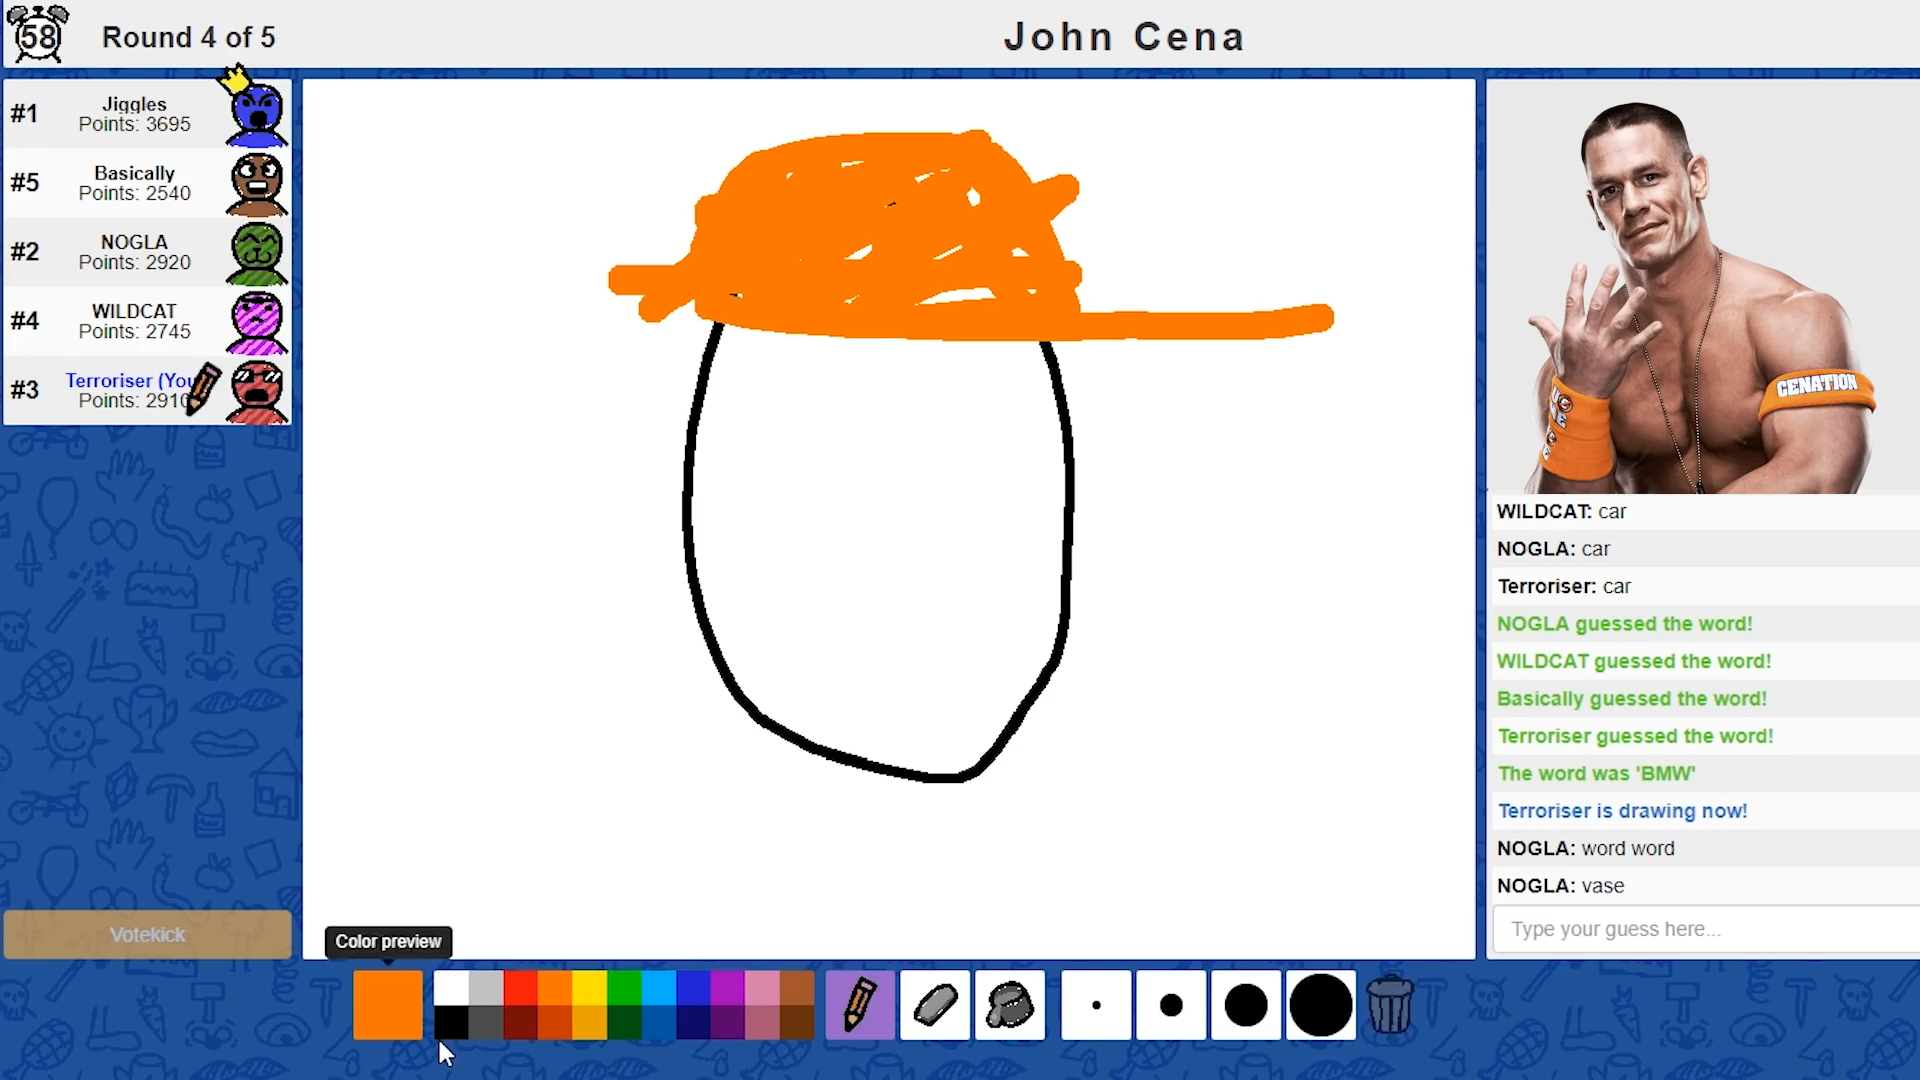 58
Round 4 of 5
John Cena
#1
Jiggles
Points: 3695
#5
Basically
Points: 2540
#2
NOGLA
Points: 2920
#4
WILDCAT
Points: 2745
#3
Terroriser (You
Points: 2910
Votekick
Color preview
CENATION
WILDCAT: car
NOGLA: car
Terroriser: car
NOGLA guessed the word!
WILDCAT guessed the word!
Basically guessed the word!
Terroriser guessed the word!
The word was 'BMW'
Terroriser is drawing now!
NOGLA: word word
NOGLA: vase
Type your guess here...